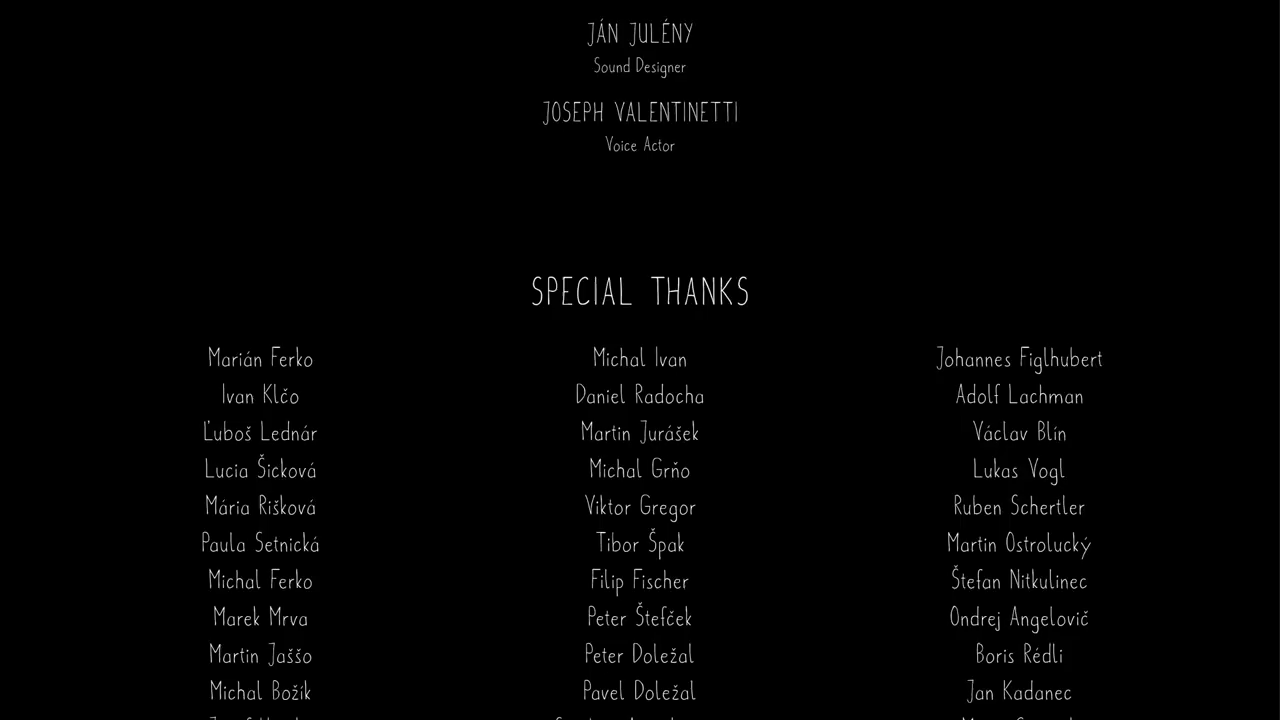 JÁN JULÉNY
Sound Designer
JOSEPH VALENTINETTI
Voice Actor
SPECIAL THANKS
Marián Ferko
Ivan Klčo
Ľuboš Lednár
Lucia Šicková
Mária Rišková
Paula Setnická
Michal Ferko
Marek Mrva
Martin Jaššo
Michal Božík
Michal Ivan
Daniel Radocha
Martin Jurášek
Michal Grňo
Viktor Gregor
Tibor Špak
Filip Fischer
Peter Štefček
Peter Doležal
Pavel Doležal
Johannes Figlhubert
Adolf Lachman
Václav Blín
Lukas Vogl
Ruben Schertler
Martin Ostrolucký
Štefan Nitkulinec
Ondrej Angelovič
Boris Rédli
Jan Kadanec